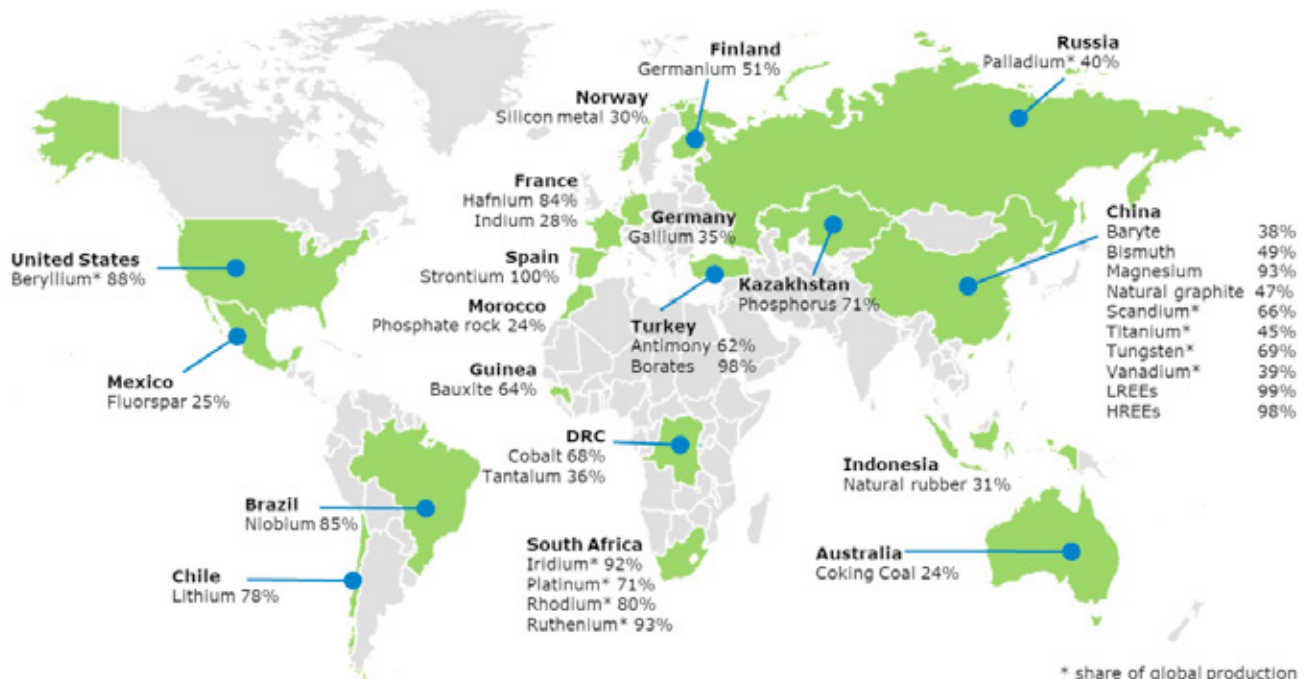 Finland
Germanium 51%
Russia
Palladium* 40%
Norway
Silicon metal 30%
France
Hafnium 84%
Indium 28%
Germany
Gallium 35%
China
Baryte 38%
Bismuth 49%
Magnesium 93%
Natural graphite 47%
Scandium* 66%
Titanium* 45%
Tungsten* 69%
Vanadium* 39%
LREEs 99%
HREEs 98%
United States
Beryllium* 88%
Spain
Strontium 100%
Kazakhstan
Phosphorus 71%
Morocco
Phosphate rock 24%
Turkey
Antimony 62%
Borates 98%
Mexico
Fluorspar 25%
Guinea
Bauxite 64%
DRC
Cobalt 68%
Tantalum 36%
Indonesia
Natural rubber 31%
Brazil
Niobium 85%
South Africa
Iridium* 92%
Platinum* 71%
Rhodium* 80%
Ruthenium* 93%
Australia
Coking Coal 24%
Chile
Lithium 78%
* share of global production